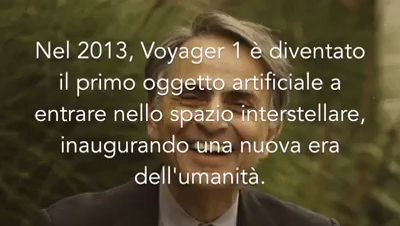 Nel 2013, Voyager 1 è diventato
il primo oggetto artificiale a
entrare nello spazio interstellare,
inaugurando una nuova era
dell'umanità.